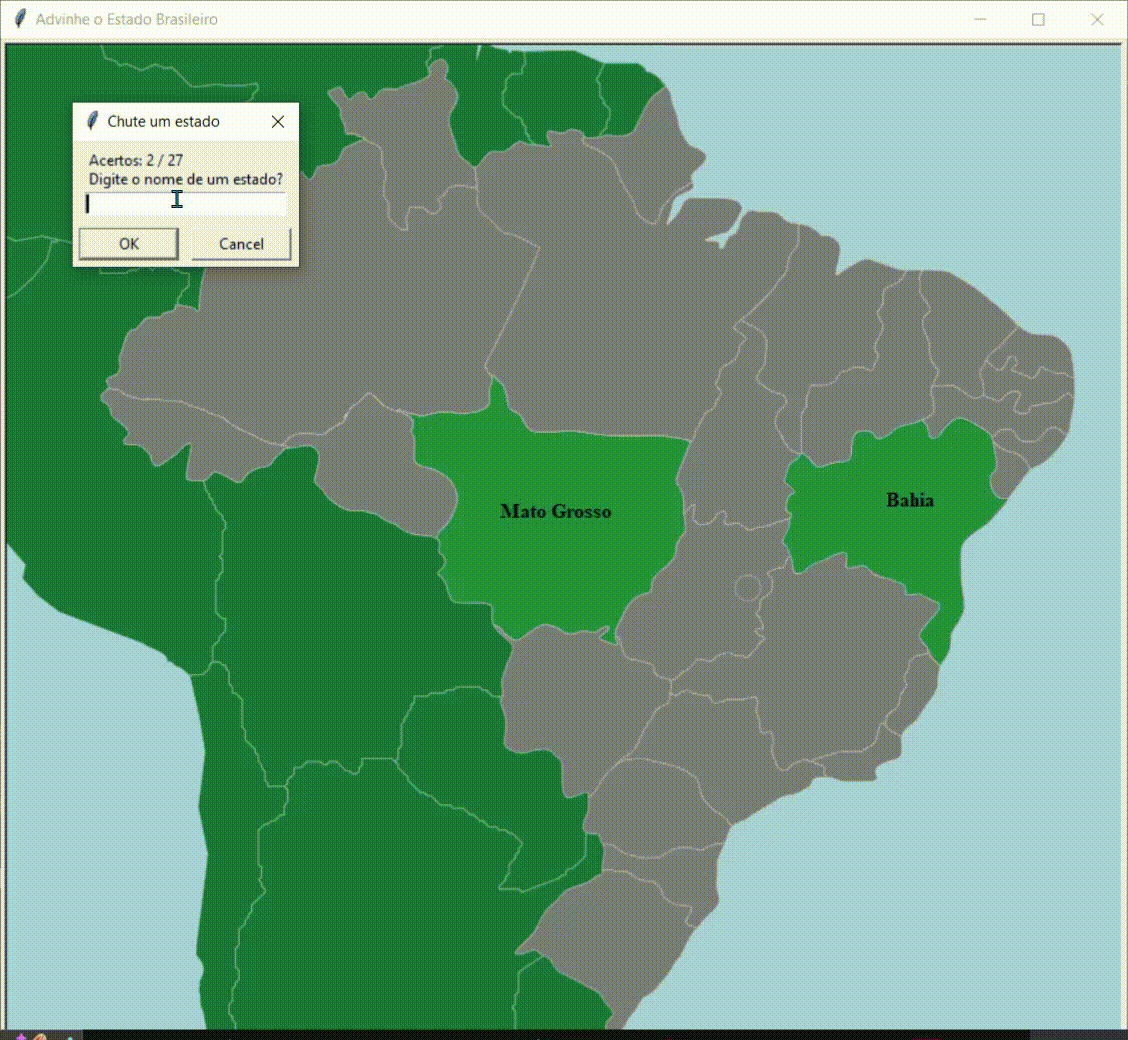 Advinhe o Estado Brasileiro
Chute um estado
Acertos: 2 / 27
Digite o nome de um estado?
OK
Cancel
Mato Grosso
Bahia